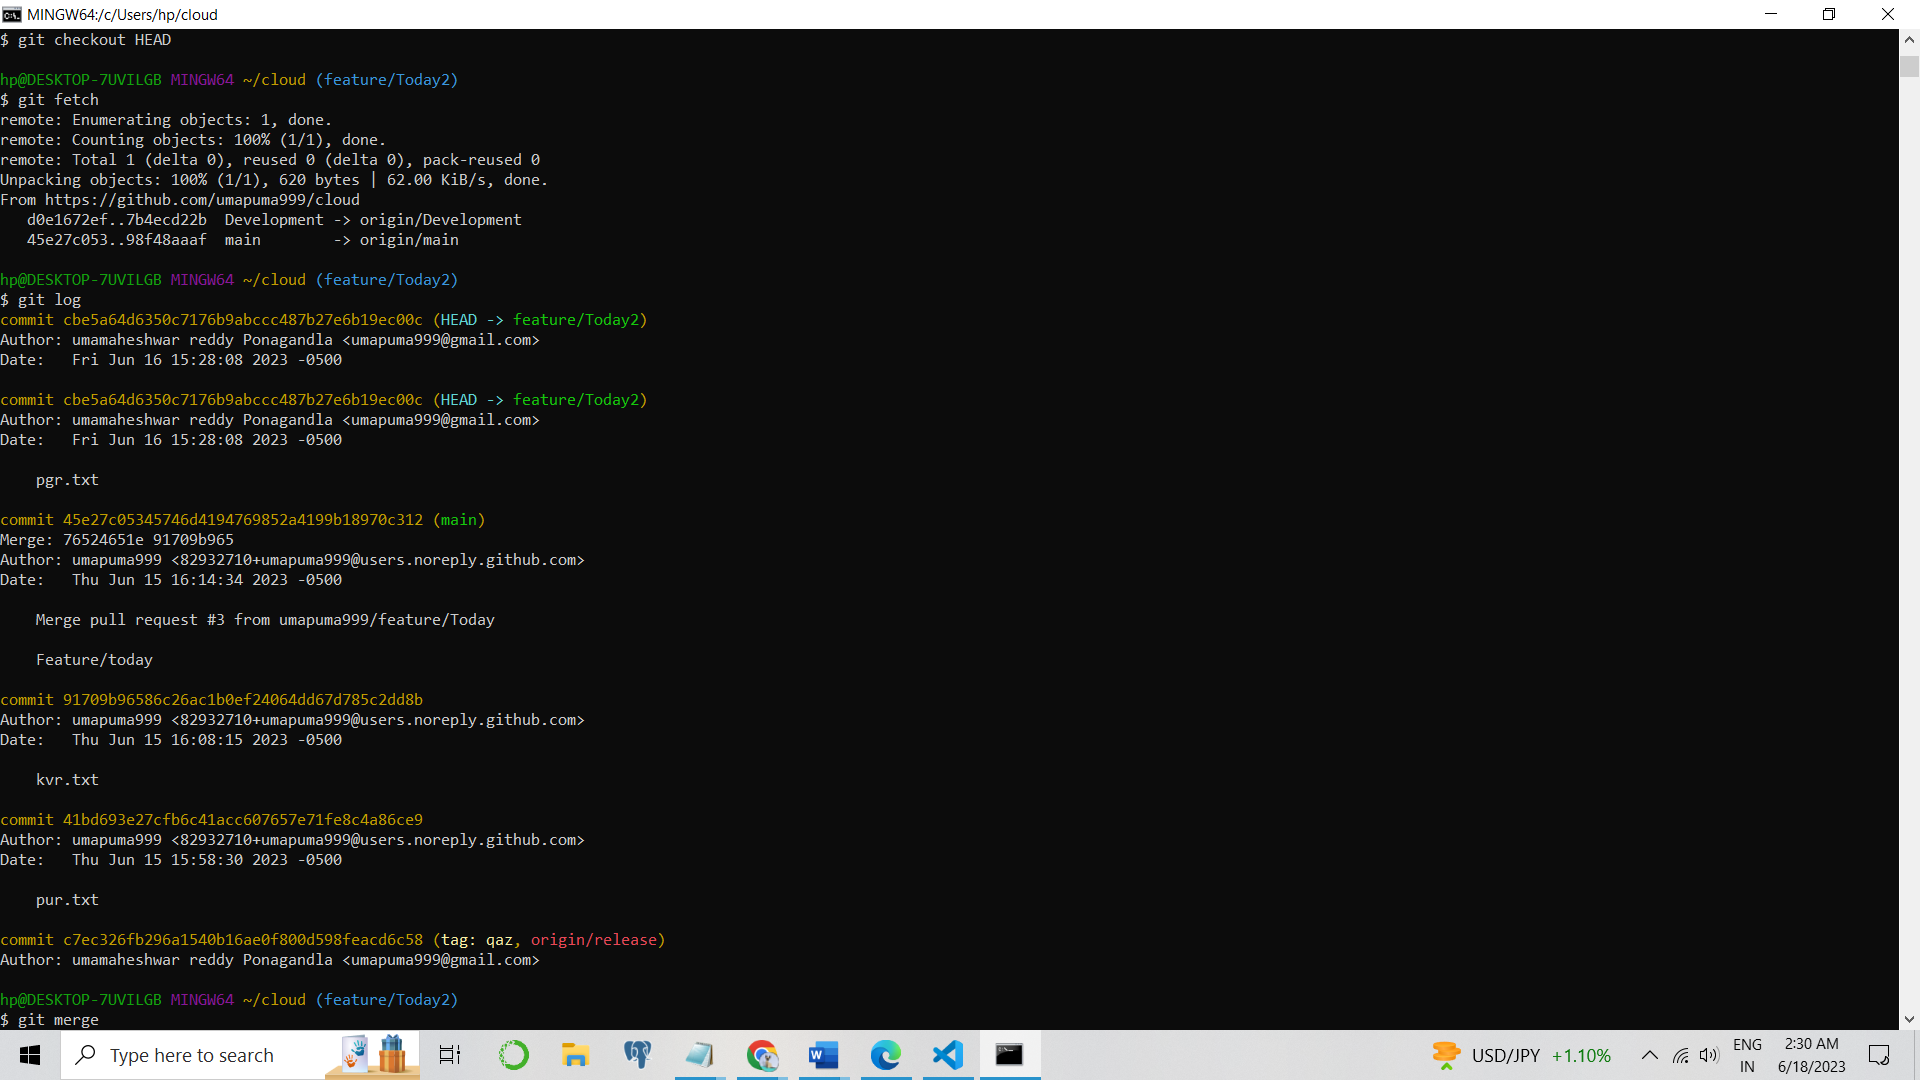 MINGW64:/c/Users/hp/cloud
$ git checkout HEAD
hp@DESKTOP-7UVILGB MINGW64 ~/cloud (feature/Today2)
$ git fetch
remote: Enumerating objects: 1, done.
remote: Counting objects: 100% (1/1), done.
remote: Total 1 (delta 0), reused 0 (delta 0), pack-reused 0
Unpacking objects: 100% (1/1), 620 bytes | 62.00 KiB/s, done.
From https://github.com/umapuma999/cloud
   d0e1672ef..7b4ecd22b  Development -> origin/Development
   45e27c053..98f48aaaf  main        -> origin/main
hp@DESKTOP-7UVILGB MINGW64 ~/cloud (feature/Today2)
$ git log
commit cbe5a64d6350c7176b9abccc487b27e6b19ec00c (HEAD -> feature/Today2)
Author: umamaheshwar reddy Ponagandla <umapuma999@gmail.com>
Date:   Fri Jun 16 15:28:08 2023 -0500
commit cbe5a64d6350c7176b9abccc487b27e6b19ec00c (HEAD -> feature/Today2)
Author: umamaheshwar reddy Ponagandla <umapuma999@gmail.com>
Date:   Fri Jun 16 15:28:08 2023 -0500
    pgr.txt
commit 45e27c05345746d4194769852a4199b18970c312 (main)
Merge: 76524651e 91709b965
Author: umapuma999 <82932710+umapuma999@users.noreply.github.com>
Date:   Thu Jun 15 16:14:34 2023 -0500
    Merge pull request #3 from umapuma999/feature/Today
    Feature/today
commit 91709b96586c26ac1b0ef24064dd67d785c2dd8b
Author: umapuma999 <82932710+umapuma999@users.noreply.github.com>
Date:   Thu Jun 15 16:08:15 2023 -0500
    kvr.txt
commit 41bd693e27cfb6c41acc607657e71fe8c4a86ce9
Author: umapuma999 <82932710+umapuma999@users.noreply.github.com>
Date:   Thu Jun 15 15:58:30 2023 -0500
    pur.txt
commit c7ec326fb296a1540b16ae0f800d598feacd6c58 (tag: qaz, origin/release)
Author: umamaheshwar reddy Ponagandla <umapuma999@gmail.com>
hp@DESKTOP-7UVILGB MINGW64 ~/cloud (feature/Today2)
$ git merge
Type here to search
USD/JPY +1.10%
ENG
IN
2:30 AM
6/18/2023